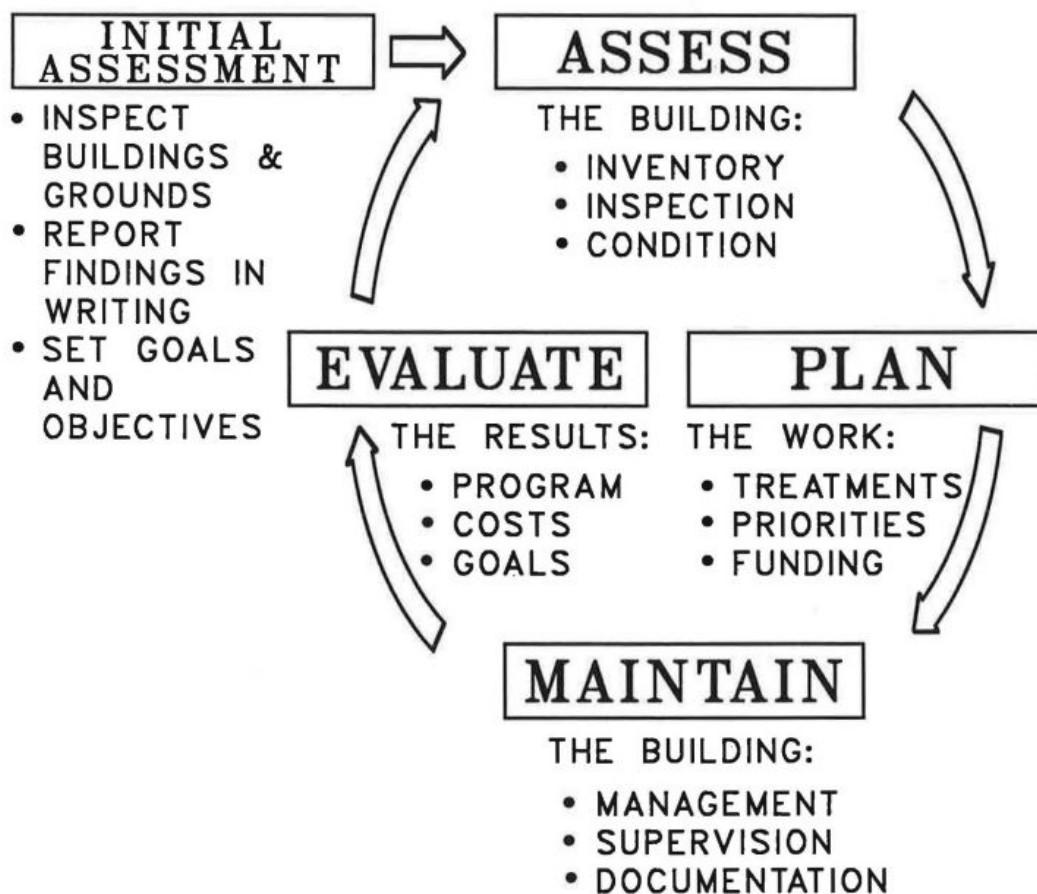 INITIAL
ASSESSMENT
• INSPECT
BUILDINGS &
GROUNDS
• REPORT
FINDINGS IN
WRITING
• SET GOALS
AND
OBJECTIVES
ASSESS
THE BUILDING:
• INVENTORY
• INSPECTION
• CONDITION
PLAN
THE WORK:
• TREATMENTS
• PRIORITIES
• FUNDING
MAINTAIN
THE BUILDING:
• MANAGEMENT
• SUPERVISION
• DOCUMENTATION
EVALUATE
THE RESULTS:
• PROGRAM
• COSTS
• GOALS